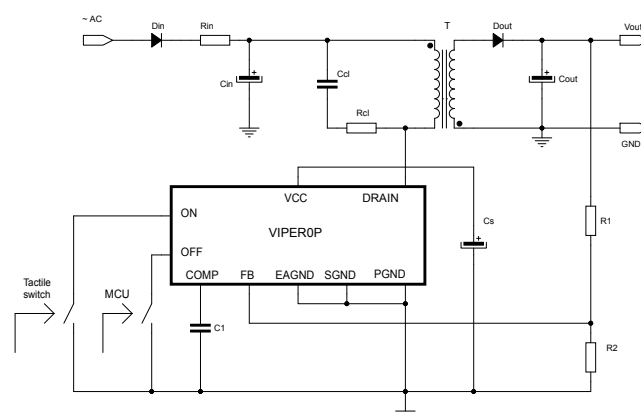 ~ AC
Din
Rin
T
Dout
Vout
Cin
Ccl
Cout
Rcl
GND
VCC
DRAIN
ON
VIPER0P
Cs
R1
OFF
COMP
FB
EAGND
SGND
PGND
Tactile
switch
MCU
C1
R2